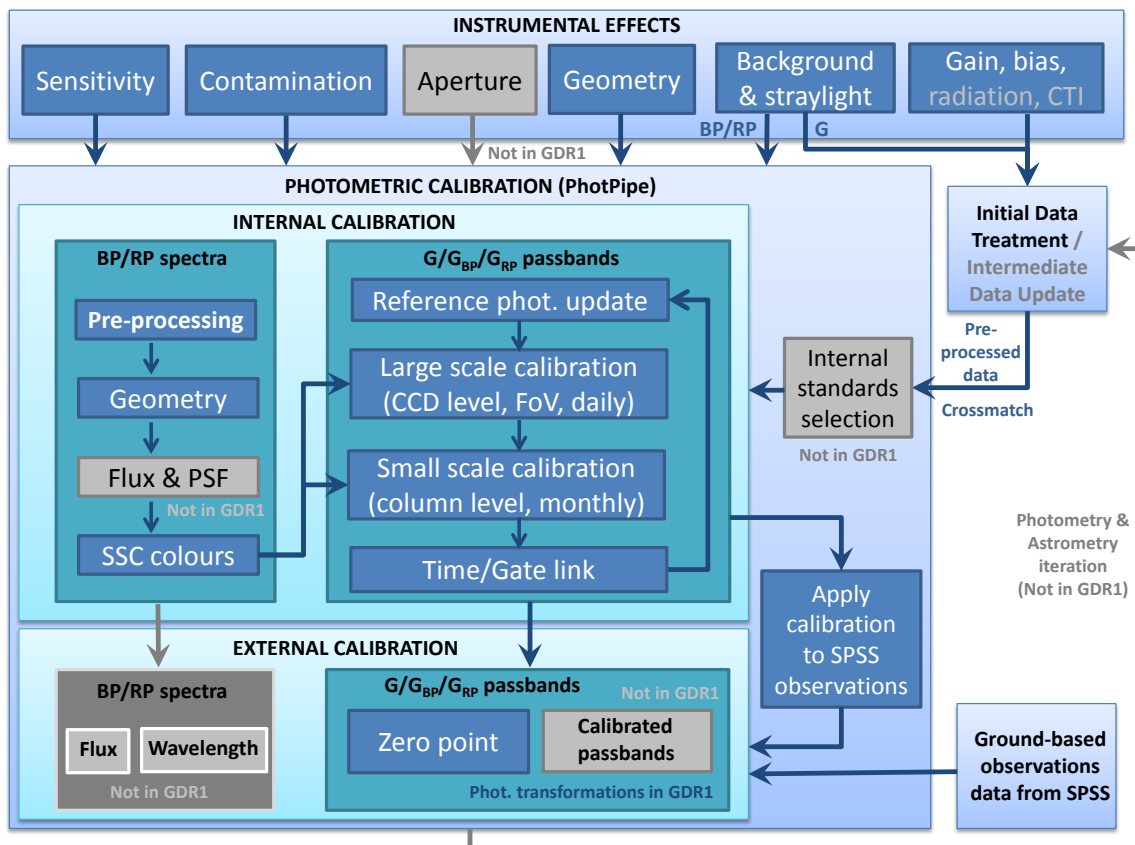 INSTRUMENTAL EFFECTS
Sensitivity
Contamination
Aperture
Geometry
Background
& straylight
Gain, bias,
radiation, CTI
BP/RP
G
Not in GDR1
PHOTOMETRIC CALIBRATION (PhotPipe)
INTERNAL CALIBRATION
BP/RP spectra
Pre-processing
Geometry
Flux & PSF
Not in GDR1
SSC colours
G/GBP/GRP passbands
Reference phot. update
Large scale calibration
(CCD level, FoV, daily)
Small scale calibration
(column level, monthly)
Time/Gate link
Initial Data
Treatment /
Intermediate
Data Update
Pre-
processed
data
Crossmatch
Internal
standards
selection
Not in GDR1
Photometry &
Astrometry
iteration
(Not in GDR1)
Apply
calibration
to SPSS
observations
EXTERNAL CALIBRATION
BP/RP spectra
Flux
Wavelength
Not in GDR1
G/GBP/GRP passbands
Not in GDR1
Zero point
Calibrated
passbands
Phot. transformations in GDR1
Ground-based
observations
data from SPSS